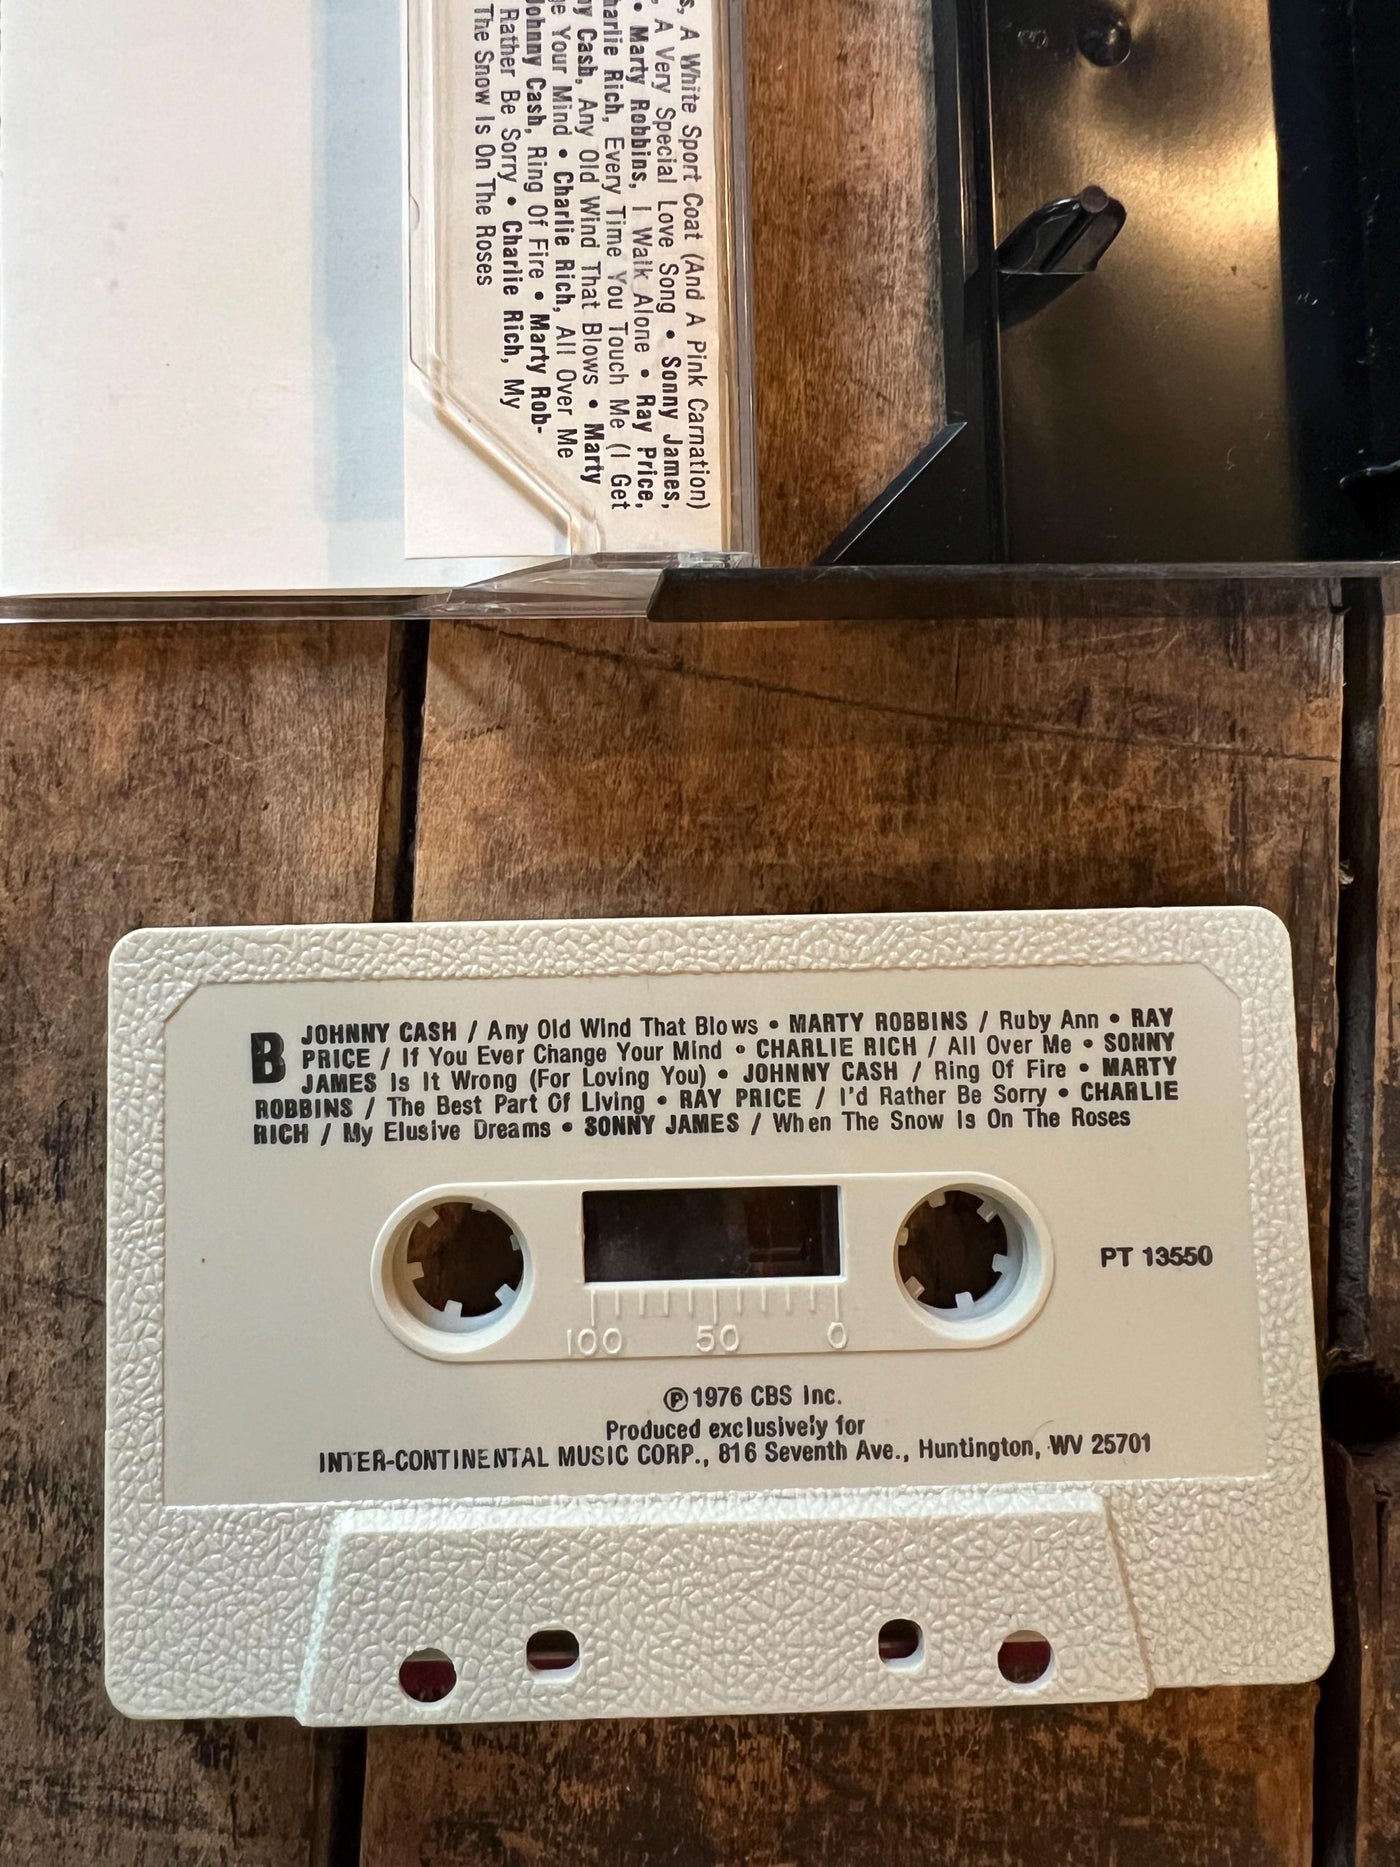 s, A White Sport Coat (And A Pink Carnation)
, A Very Special Love Song • Sonny James,
• Marty Robbins, I Walk Alone • Ray Price,
harlie Rich, Every Time You Touch Me (I Get
y Cash, Any Old Wind That Blows • Marty
e Your Mind • Charlie Rich, All Over Me
Johnny Cash, Ring Of Fire • Marty Rob-
Rather Be Sorry • Charlie Rich, My
The Snow Is On The Roses
B JOHNNY CASH / Any Old Wind That Blows • MARTY ROBBINS / Ruby Ann • RAY
PRICE / If You Ever Change Your Mind • CHARLIE RICH / All Over Me • SONNY
JAMES Is It Wrong (For Loving You) • JOHNNY CASH / Ring Of Fire • MARTY
ROBBINS / The Best Part Of Living • RAY PRICE / I'd Rather Be Sorry • CHARLIE
RICH / My Elusive Dreams • SONNY JAMES / When The Snow Is On The Roses
PT 13550
100 50 0
℗ 1976 CBS Inc.
Produced exclusively for
INTER-CONTINENTAL MUSIC CORP., 816 Seventh Ave., Huntington, WV 25701